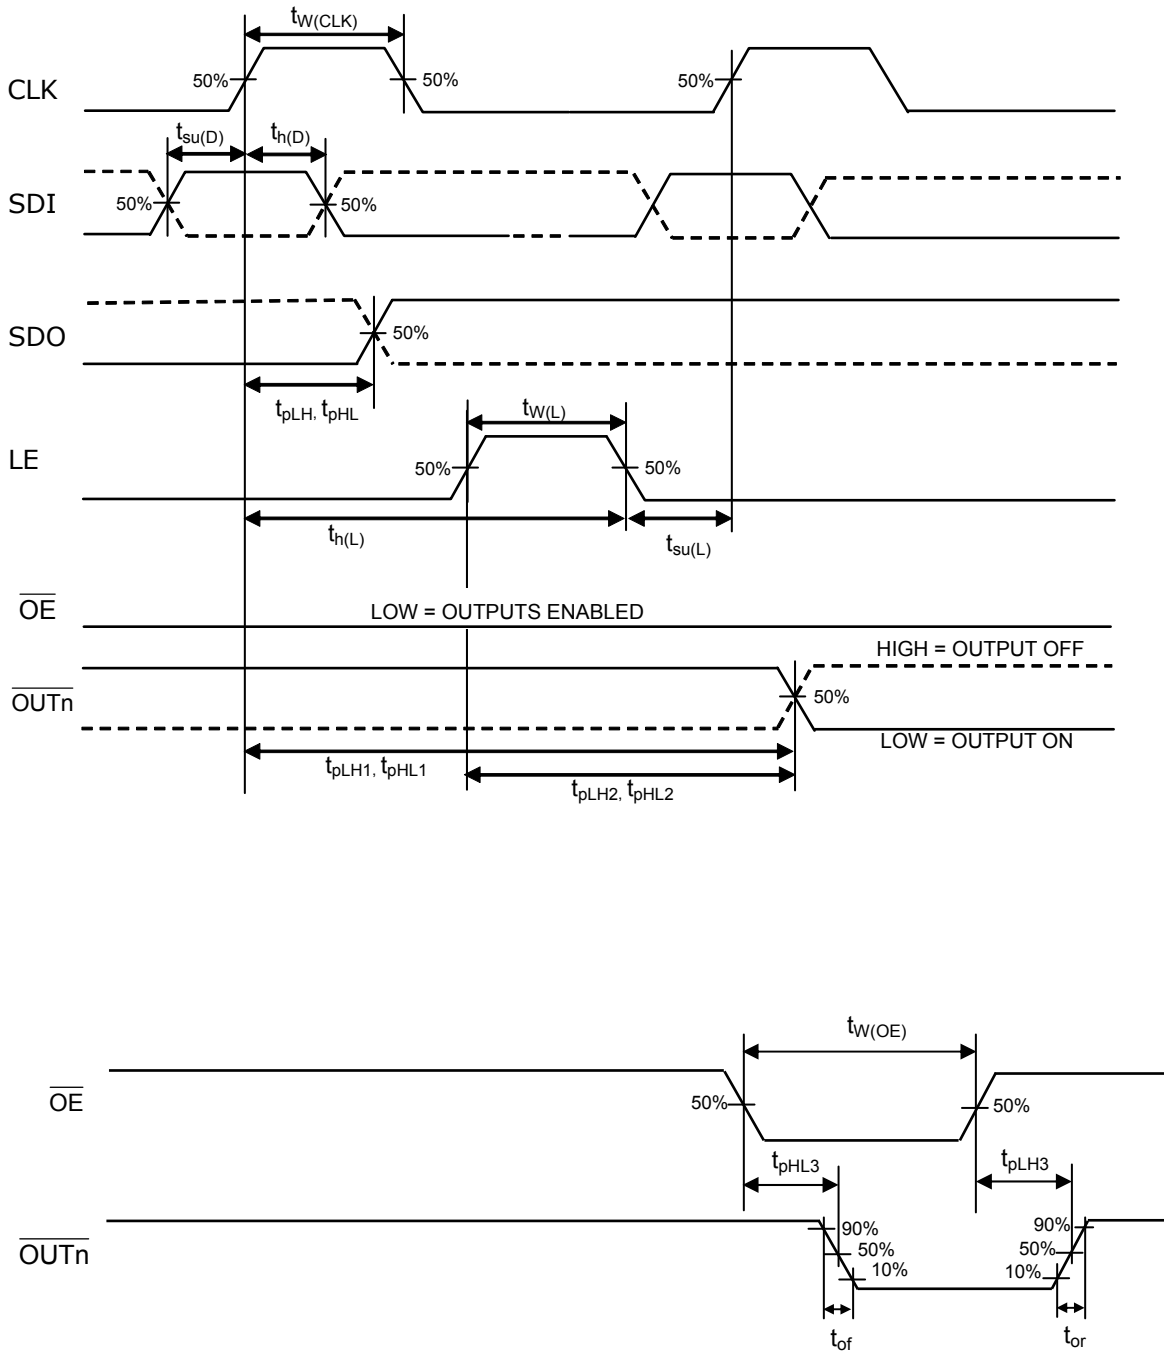 tW(CLK)
CLK
50%
50%
50%
tsu(D)
th(D)
SDI
50%
50%
SDO
50%
tpLH, tpHL
tW(L)
LE
50%
50%
th(L)
tsu(L)
OE
LOW = OUTPUTS ENABLED
HIGH = OUTPUT OFF
OUTn
50%
LOW = OUTPUT ON
tpLH1, tpHL1
tpLH2, tpHL2
tW(OE)
OE
50%
50%
tpHL3
tpLH3
OUTn
90%
50%
10%
90%
50%
10%
tof
tor